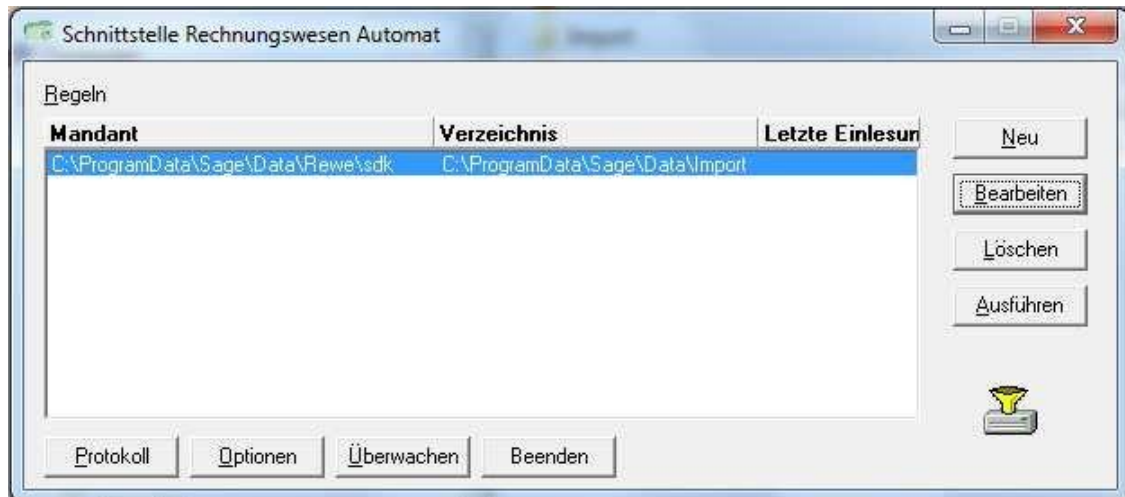 Schnittstelle Rechnungswesen Automat
Regeln
Mandant Verzeichnis Letzte Einlesun
C:\ProgramData\Sage\Data\Rewe\sdk C:\ProgramData\Sage\Data\Import
Neu
Bearbeiten
Löschen
Ausführen
Protokoll Optionen Überwachen Beenden